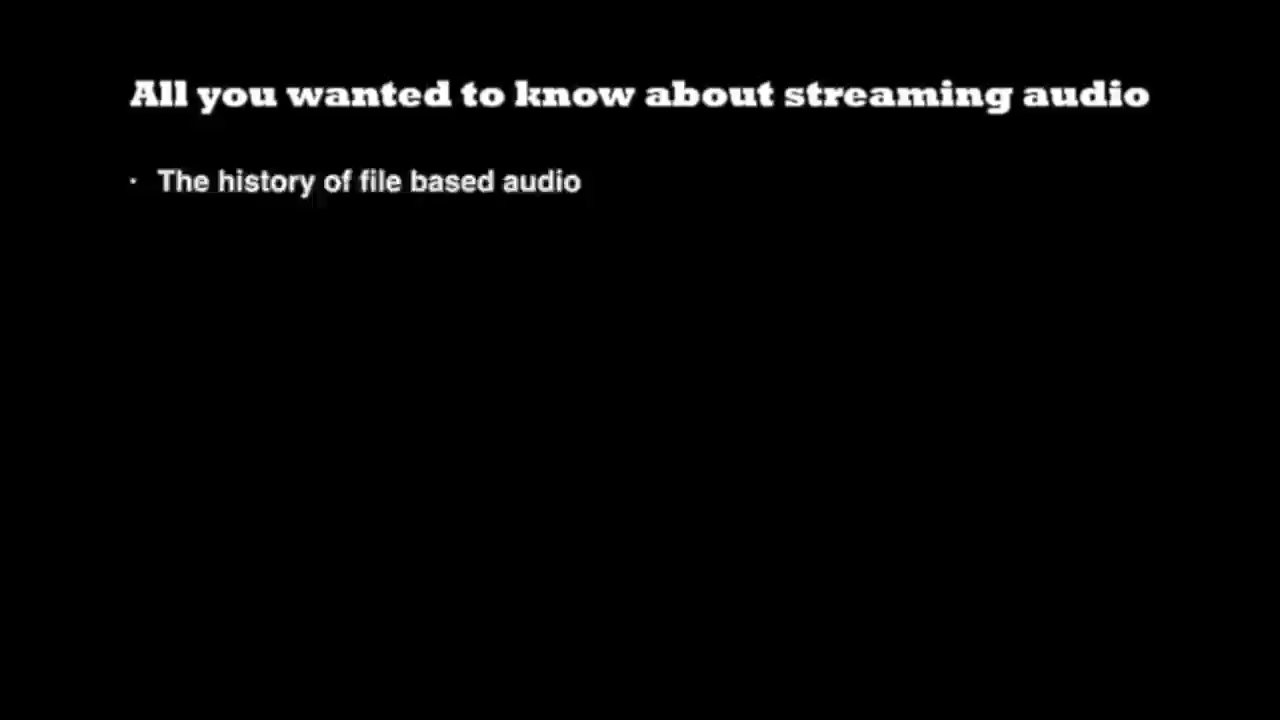 All you wanted to know about streaming audio
· The history of file based audio